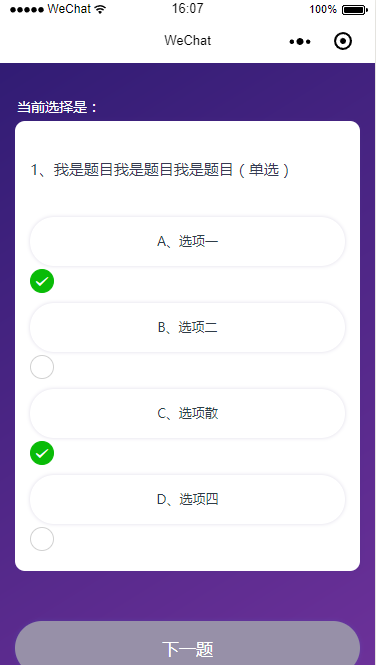 ●●●●● WeChat 16:07 100%
WeChat
当前选择是：
1、我是题目我是题目我是题目（单选）
A、选项一
B、选项二
C、选项散
D、选项四
下一题